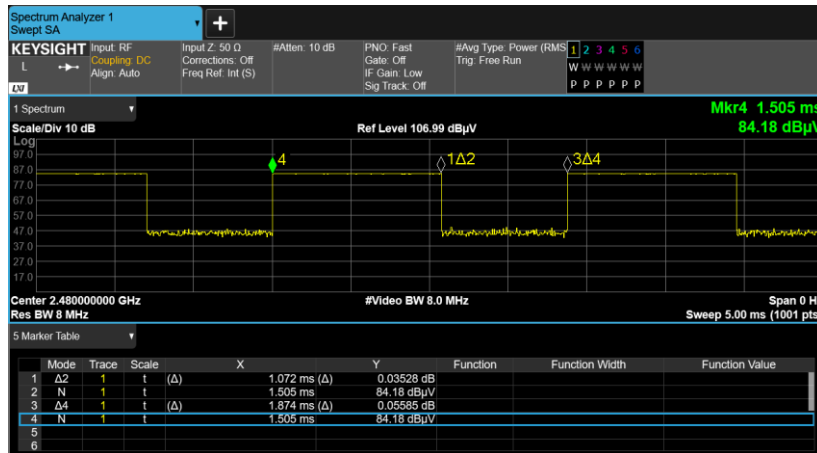 Spectrum Analyzer 1
Swept SA
+
KEYSIGHT Input: RF Input Z: 50 Ω #Atten: 10 dB PNO: Fast #Avg Type: Power (RMS 1 2 3 4 5 6
L Coupling: DC Corrections: Off Gate: Off Trig: Free Run W W W W W W
Align: Auto Freq Ref: Int (S) IF Gain: Low
LXI Sig Track: Off P P P P P P
1 Spectrum Mkr4 1.505 ms
Scale/Div 10 dB Ref Level 106.99 dBµV 84.18 dBµV
Log
97.0
4 1Δ2 3Δ4
87.0
77.0
67.0
57.0
47.0
37.0
27.0
17.0
Center 2.480000000 GHz #Video BW 8.0 MHz Span 0 H
Res BW 8 MHz Sweep 5.00 ms (1001 pts
5 Marker Table
Mode Trace Scale X Y Function Function Width Function Value
1 Δ2 1 t (Δ) 1.072 ms (Δ) 0.03528 dB
2 N 1 t 1.505 ms 84.18 dBµV
3 Δ4 1 t (Δ) 1.874 ms (Δ) 0.05585 dB
4 N 1 t 1.505 ms 84.18 dBµV
5
6